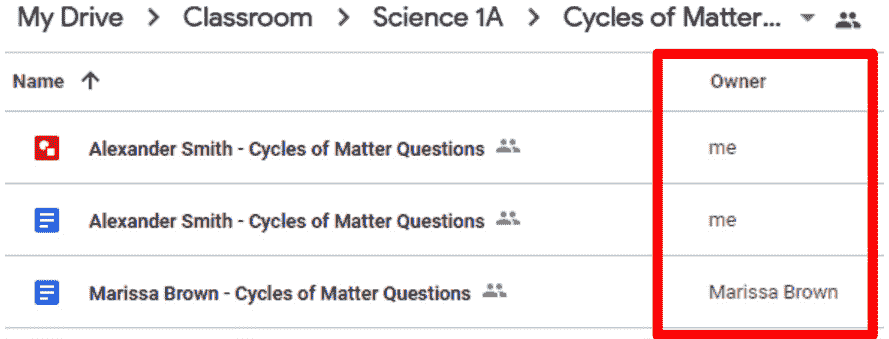 My Drive > Classroom > Science 1A > Cycles of Matter...
Name Owner
Alexander Smith - Cycles of Matter Questions me
Alexander Smith - Cycles of Matter Questions me
Marissa Brown - Cycles of Matter Questions Marissa Brown